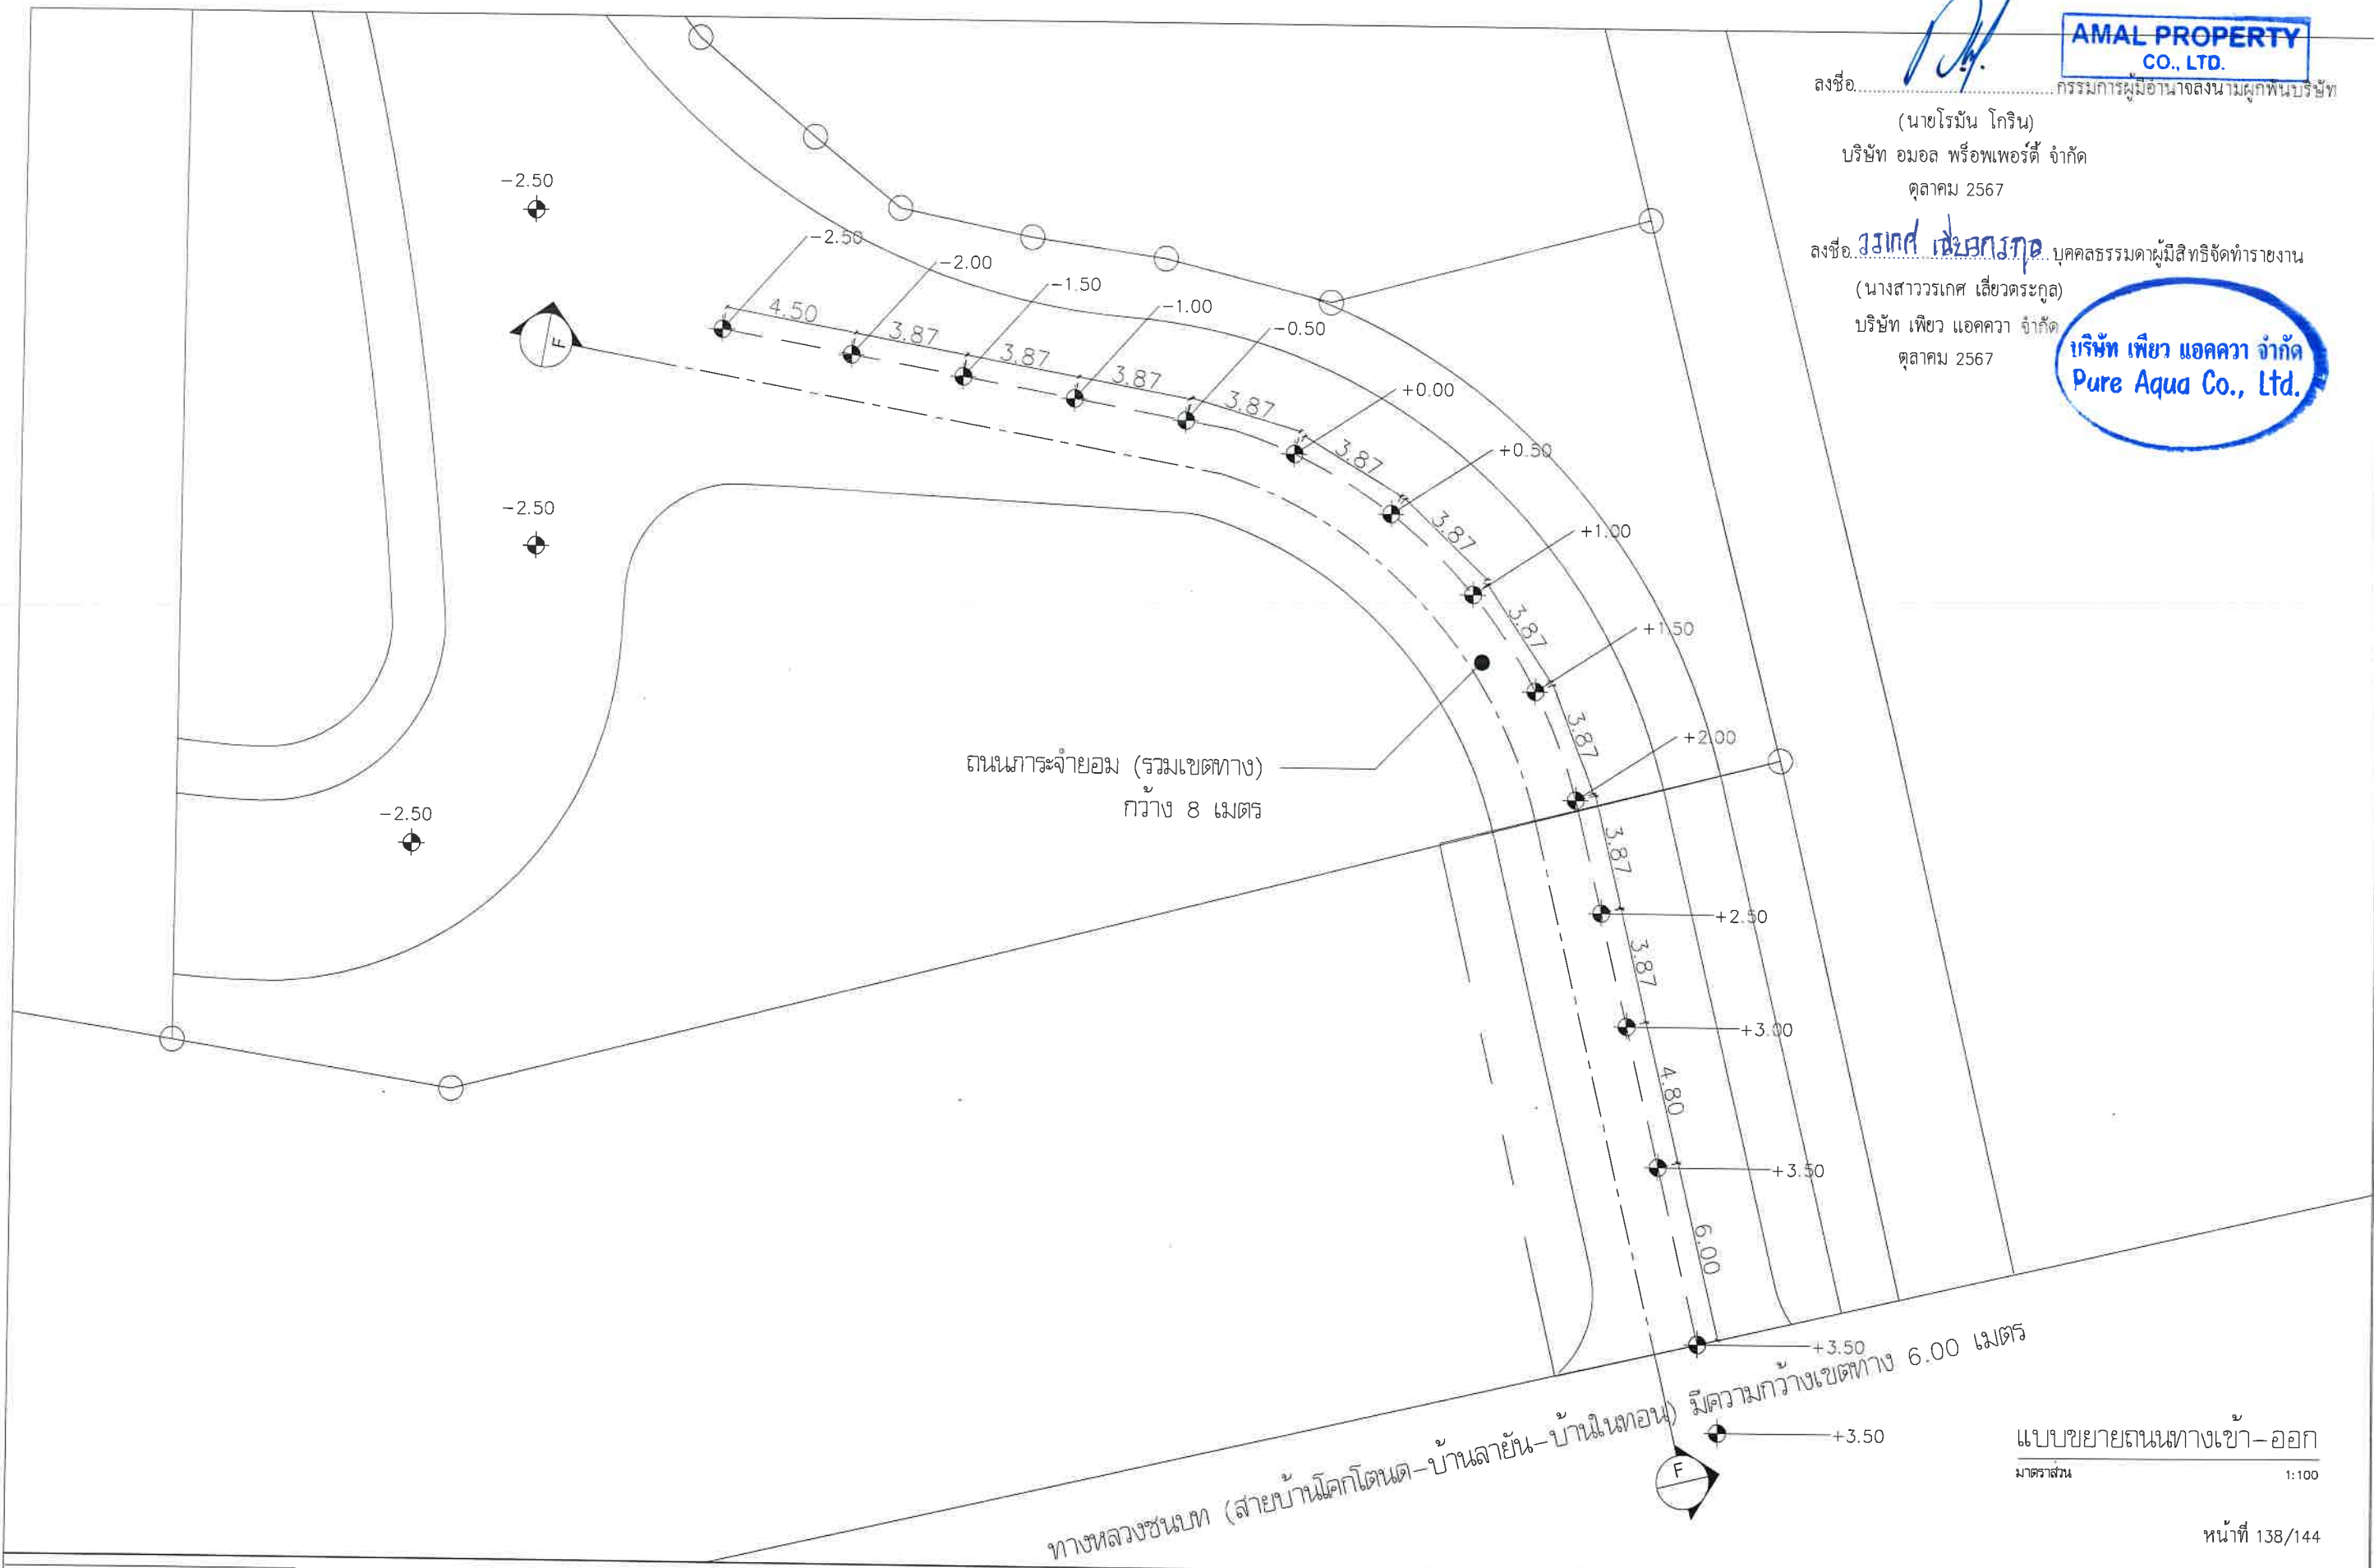 AMAL PROPERTY
CO., LTD.
ลงชื่อ กรรมการผู้มีอำนาจลงนามผูกพันบริษัท
(นายโรมัน โกริน)
บริษัท อมอล พร็อพเพอร์ตี้ จำกัด
ตุลาคม 2567
ลงชื่อ วรเกศ เสี่ยวตระกูล บุคคลธรรมดาผู้มีสิทธิจัดทำรายงาน
(นางสาววรเกศ เสี่ยวตระกูล)
บริษัท เพียว แอคควา จำกัด
ตุลาคม 2567
บริษัท เพียว แอคควา จำกัด
Pure Aqua Co., Ltd.
-2.50
-2.50
-2.50
-2.50
-2.00
-1.50
-1.00
-0.50
+0.00
+0.50
+1.00
+1.50
+2.00
+2.50
+3.00
+3.50
+3.50
+3.50
4.50
3.87
3.87
3.87
3.87
3.87
3.87
3.87
3.87
3.87
3.87
4.80
6.00
F
F
ถนนภาระจำยอม (รวมเขตทาง)
กว้าง 8 เมตร
ทางหลวงชนบท (สายบ้านโคกโตนด-บ้านลายัน-บ้านในทอน) มีความกว้างเขตทาง 6.00 เมตร
แบบขยายถนนทางเข้า-ออก
มาตราส่วน 1:100
หน้าที่ 138/144